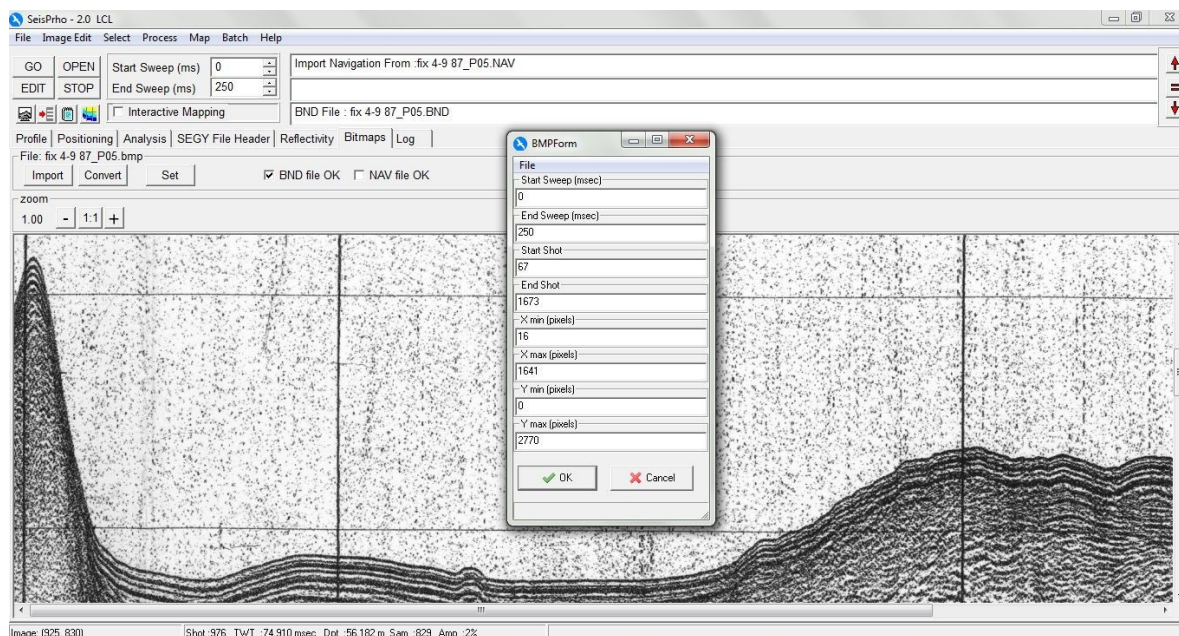 SeisPrho - 2.0 LCL
File Image Edit Select Process Map Batch Help
GO OPEN Start Sweep (ms) 0 Import Navigation From :fix 4-9 87_P05.NAV
EDIT STOP End Sweep (ms) 250
Interactive Mapping BND File : fix 4-9 87_P05.BND
Profile Positioning Analysis SEGY File Header Reflectivity Bitmaps Log
File: fix 4-9 87_P05.bmp
Import Convert Set BND file OK NAV file OK
zoom
1.00 - 1:1 +
BMPForm
File
Start Sweep (msec)
0
End Sweep (msec)
250
Start Shot
67
End Shot
1673
X min (pixels)
16
X max (pixels)
1641
Y min (pixels)
0
Y max (pixels)
2770
OK Cancel
Image: (925, 830) Shot :976 TWT :74.910 msec Dpt :56.182 m Sam :829 Amp :2%